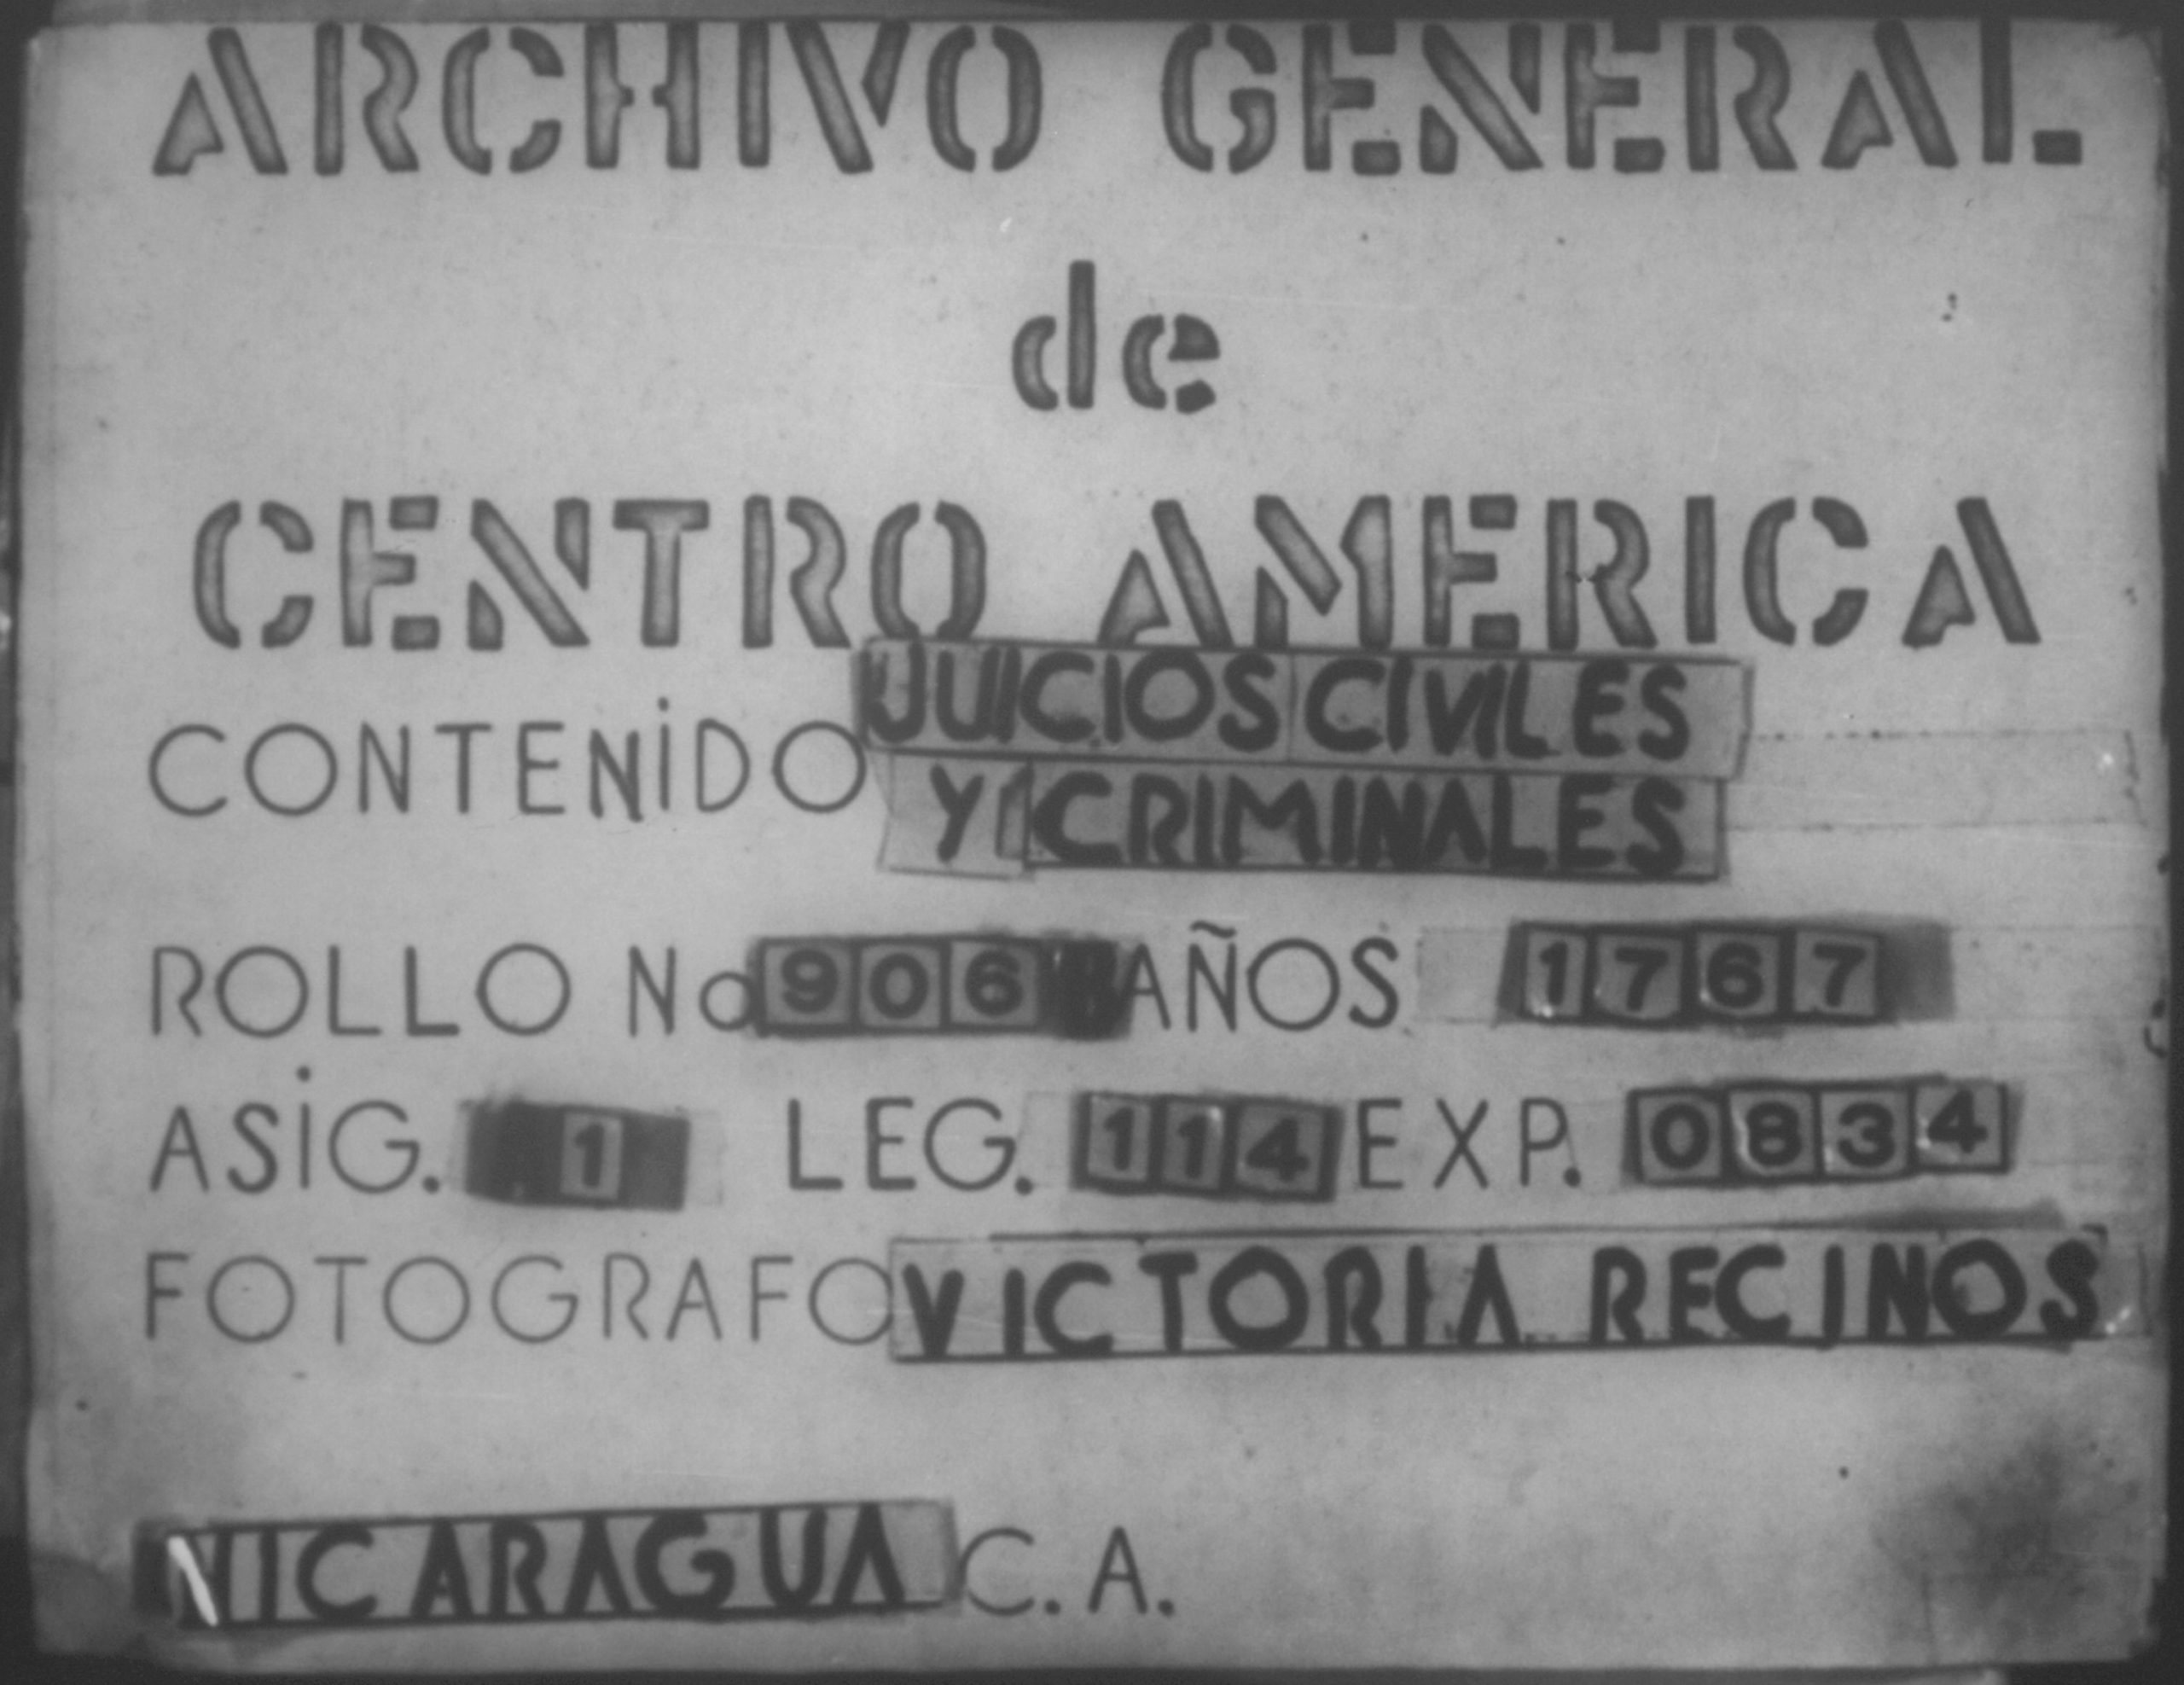 ARCHIVO GENERAL
de
CENTRO AMERICA
CONTENIDO JUICIOS CIVILES
Y CRIMINALES
ROLLO No 906 AÑOS 1767
ASIG. 1 LEG. 114 EXP. 0834
FOTOGRAFO VICTORIA RECINOS
NICARAGUA C.A.